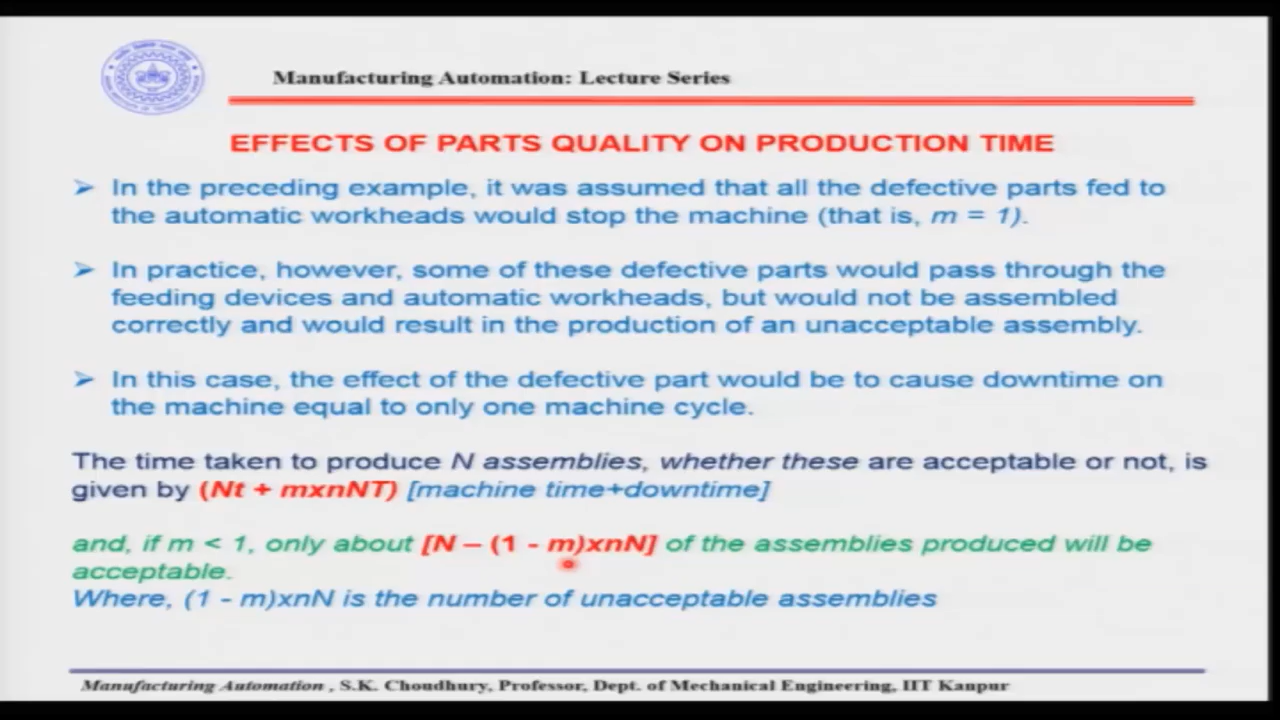 Manufacturing Automation: Lecture Series
EFFECTS OF PARTS QUALITY ON PRODUCTION TIME
➢ In the preceding example, it was assumed that all the defective parts fed to
the automatic workheads would stop the machine (that is, m = 1).
➢ In practice, however, some of these defective parts would pass through the
feeding devices and automatic workheads, but would not be assembled
correctly and would result in the production of an unacceptable assembly.
➢ In this case, the effect of the defective part would be to cause downtime on
the machine equal to only one machine cycle.
The time taken to produce N assemblies, whether these are acceptable or not, is
given by (Nt + mxnNT) [machine time+downtime]
and, if m < 1, only about [N – (1 - m)xnN] of the assemblies produced will be
acceptable.
Where, (1 - m)xnN is the number of unacceptable assemblies
Manufacturing Automation , S.K. Choudhury, Professor, Dept. of Mechanical Engineering, IIT Kanpur